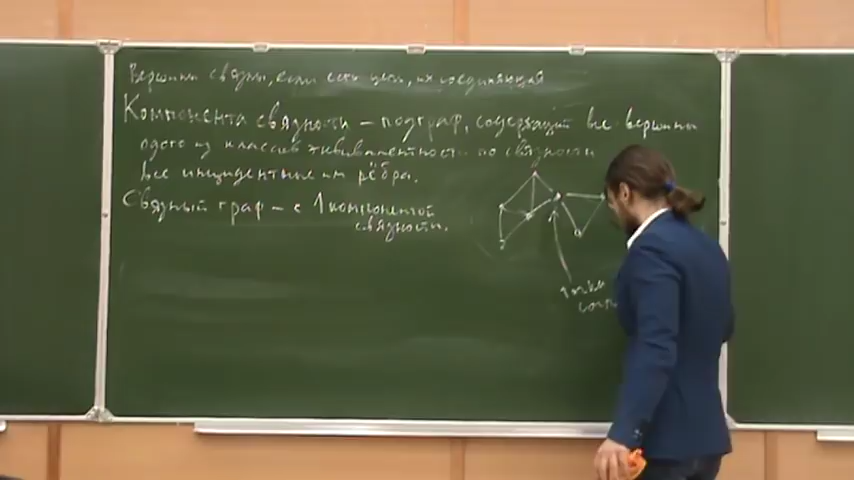 Вершины связны, если есть цепь, их соединяющая
Компонента связности – подграф, содержащий все вершины
одного из классов эквивалентности по связности
все инцидентные им рёбра.
Связный граф – с 1 компонентой
связности.
точка